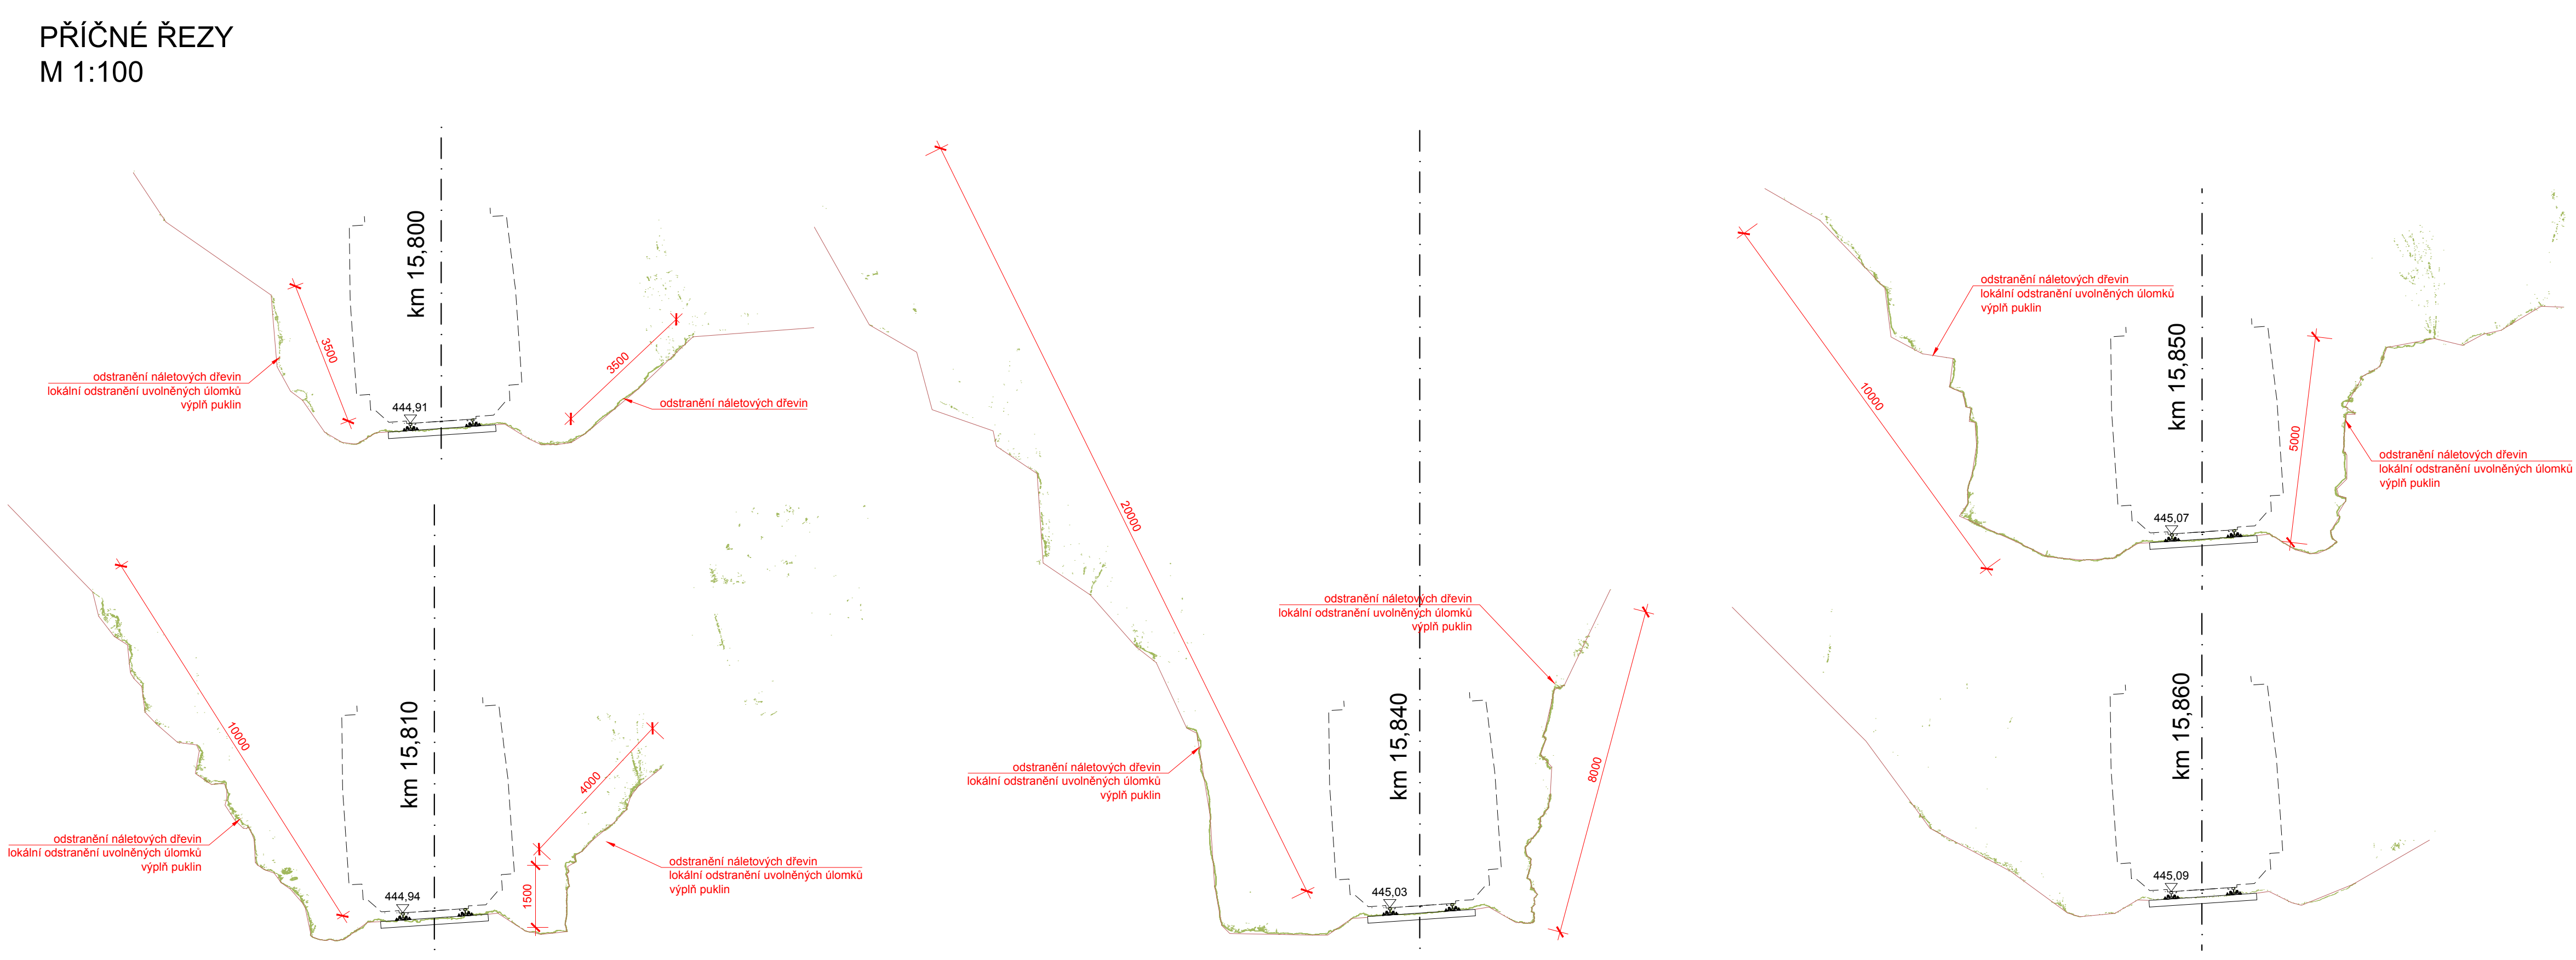 PŘÍČNÉ ŘEZY
M 1:100
km 15,800
3500
3500
odstranění náletových dřevin
lokální odstranění uvolněných úlomků
výplň puklin
444,91
odstranění náletových dřevin
km 15,810
10000
4000
1500
odstranění náletových dřevin
lokální odstranění uvolněných úlomků
výplň puklin
444,94
odstranění náletových dřevin
lokální odstranění uvolněných úlomků
výplň puklin
km 15,840
20000
8000
odstranění náletových dřevin
lokální odstranění uvolněných úlomků
výplň puklin
odstranění náletových dřevin
lokální odstranění uvolněných úlomků
výplň puklin
445,03
km 15,850
10000
5000
odstranění náletových dřevin
lokální odstranění uvolněných úlomků
výplň puklin
odstranění náletových dřevin
lokální odstranění uvolněných úlomků
výplň puklin
445,07
km 15,860
445,09